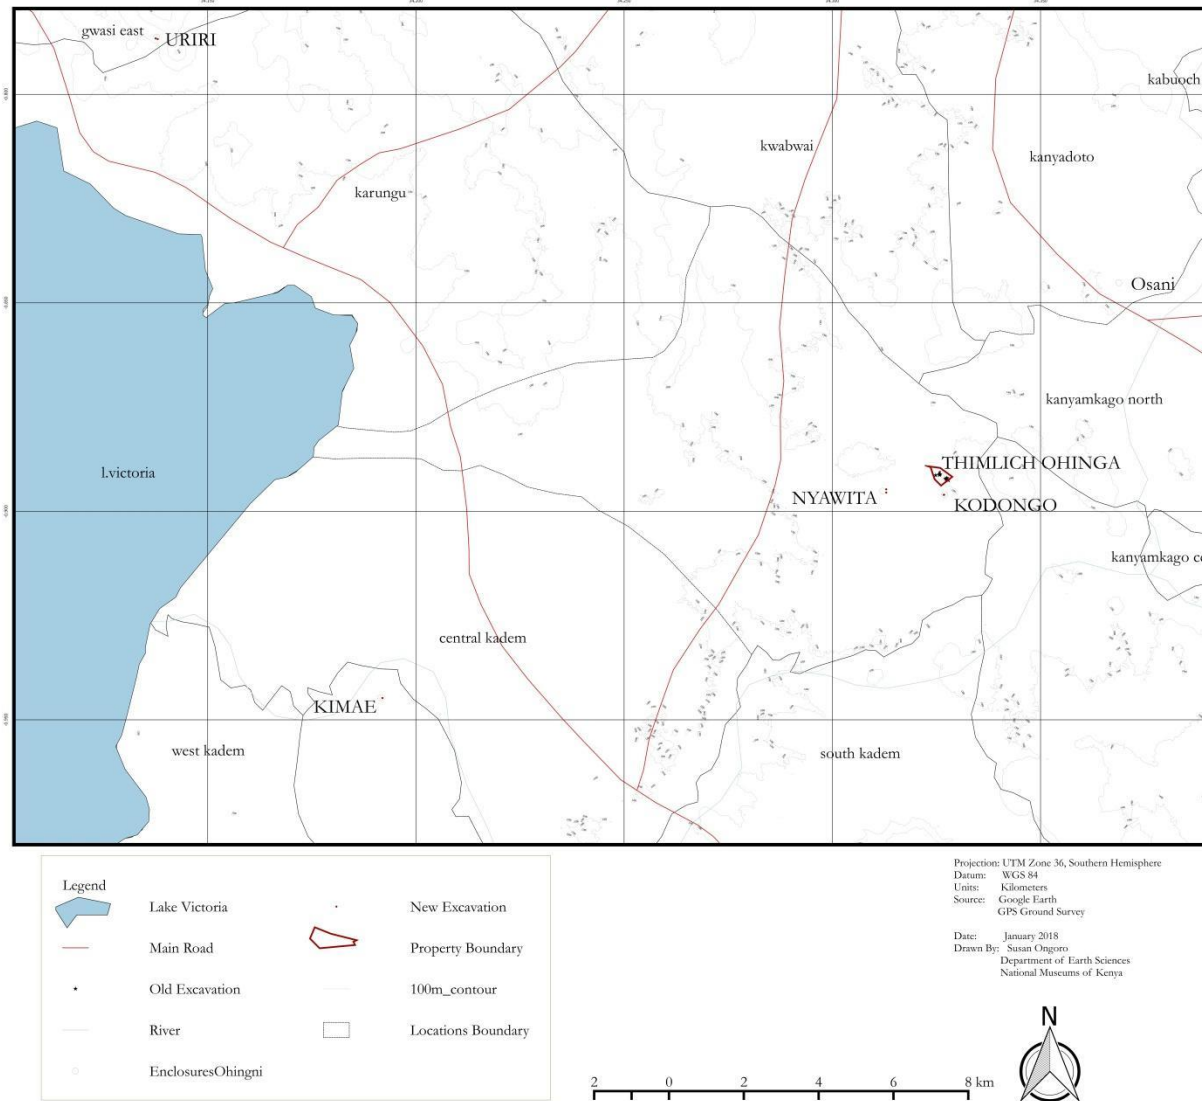 gwasi east
URIRI
kabuoch
kwabwai
kanyadoto
karungu
Osani
kanyamkago north
l.victoria
THIMLICH OHINGA
NYAWITA
KODONGO
kanyamkago ce
central kadem
KIMAE
west kadem
south kadem
Legend
Lake Victoria
New Excavation
Main Road
Property Boundary
Old Excavation
100m_contour
River
Locations Boundary
EnclosuresOhingni
Projection: UTM Zone 36, Southern Hemisphere
Datum: WGS 84
Units: Kilometers
Source: Google Earth
GPS Ground Survey
Date: January 2018
Drawn By: Susan Ongoro
Department of Earth Sciences
National Museums of Kenya
N
2 0 2 4 6 8 km